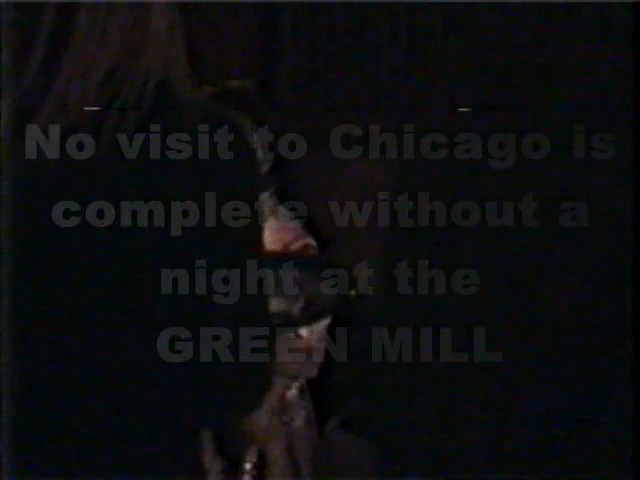 No visit to Chicago is
complete without a
night at the
GREEN MILL